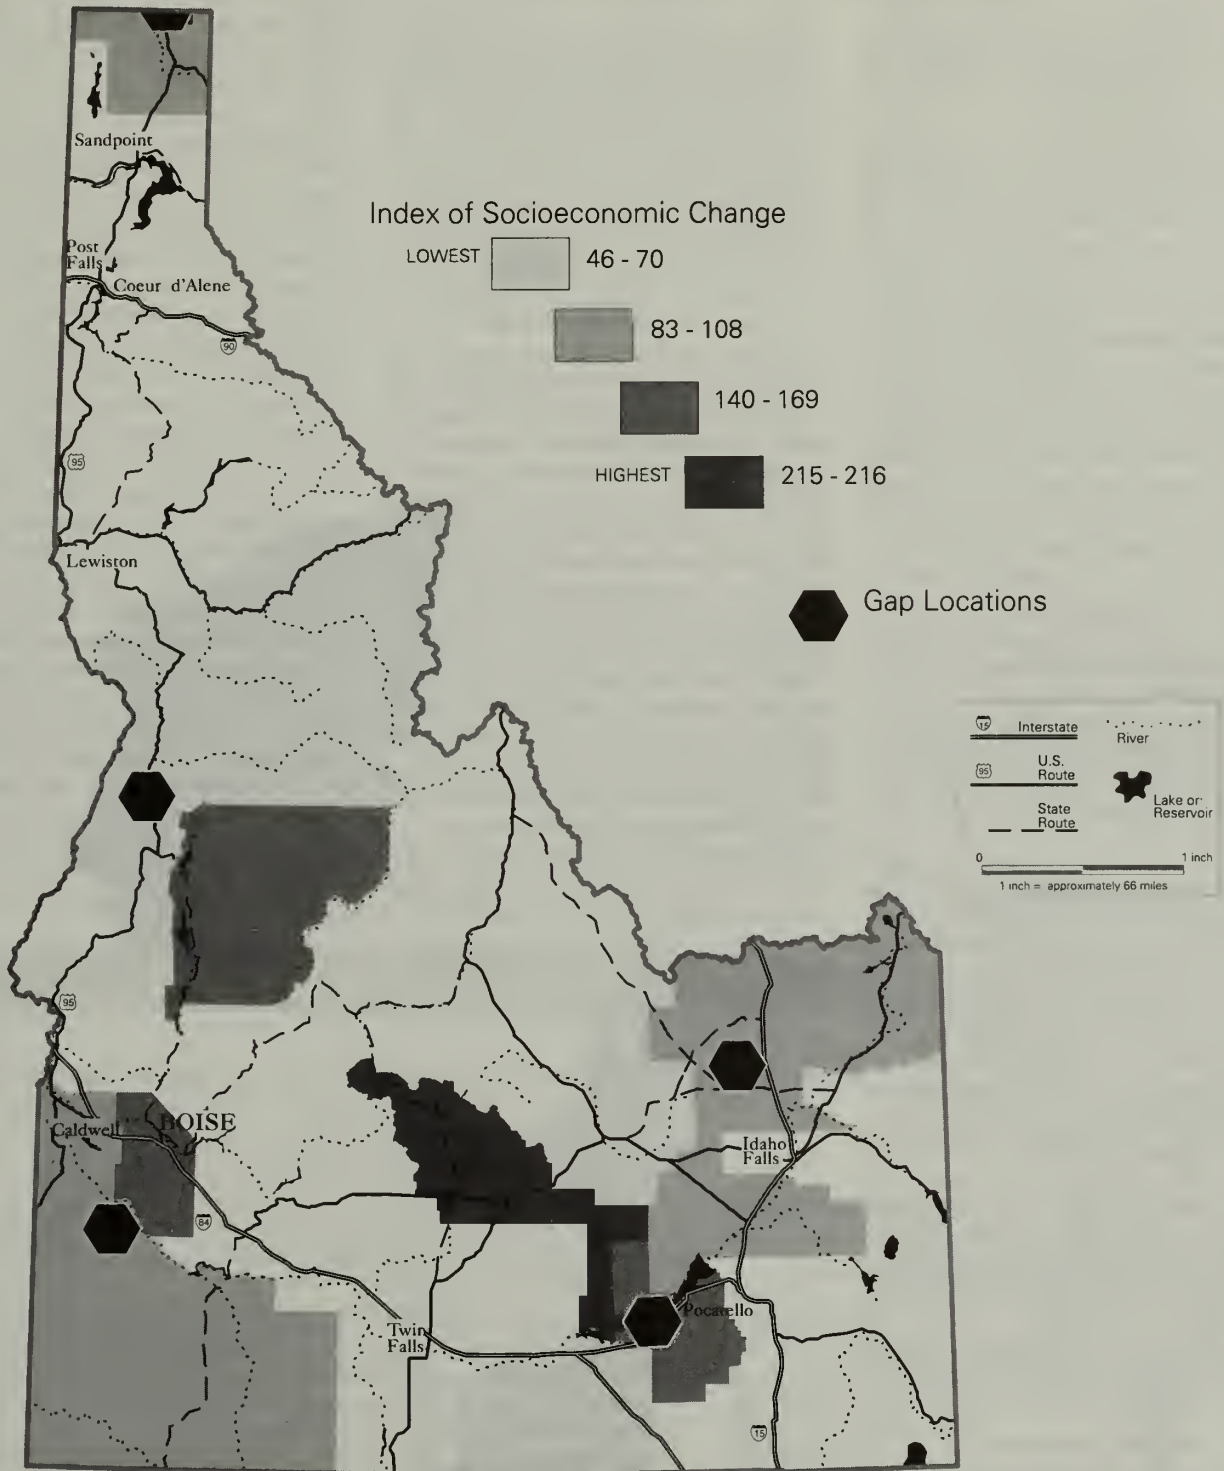 Sandpoint
Index of Socioeconomic Change
LOWEST 46 - 70
Post
Falls
Coeur d'Alene
83 - 108
90
140 - 169
95
HIGHEST 215 - 216
Lewiston
Gap Locations
15 Interstate
River
95 U.S.
Route
Lake or
Reservoir
State
Route
0 1 inch
1 inch = approximately 66 miles
95
BOISE
Caldwell
Idaho
Falls
84
Pocatello
Twin
Falls
15